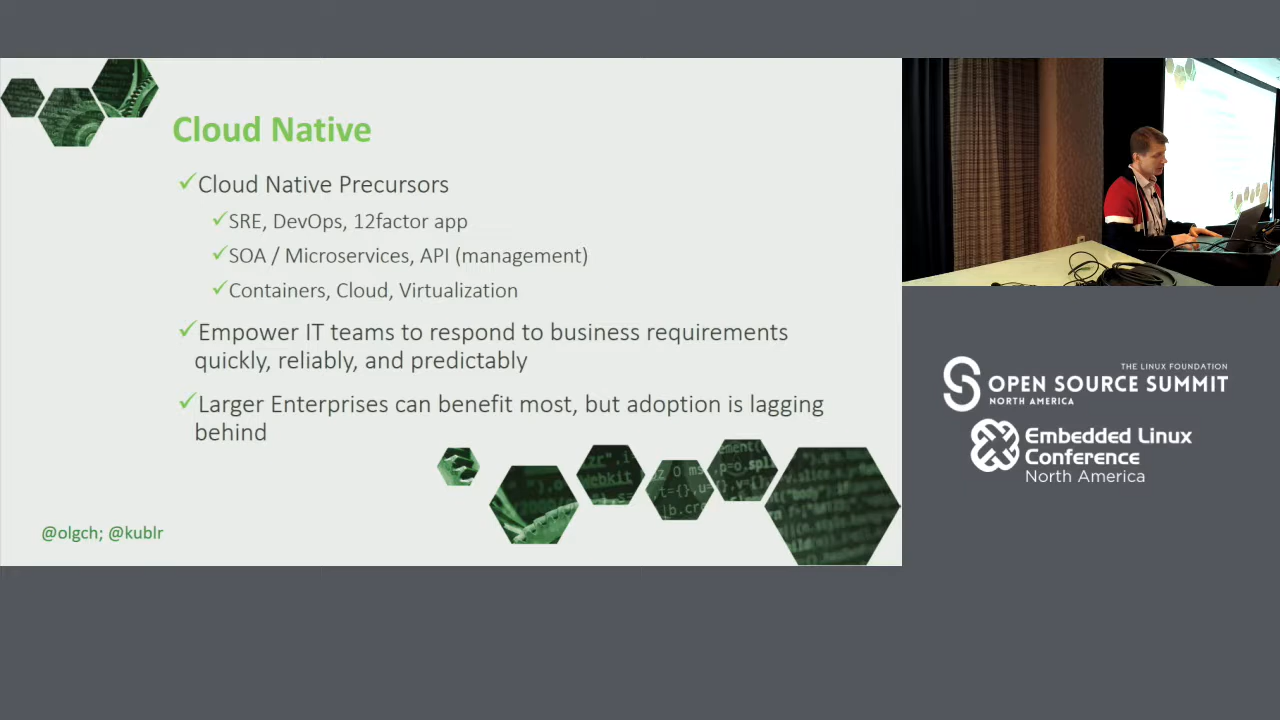 Cloud Native
Cloud Native Precursors
SRE, DevOps, 12factor app
SOA / Microservices, API (management)
Containers, Cloud, Virtualization
Empower IT teams to respond to business requirements
quickly, reliably, and predictably
Larger Enterprises can benefit most, but adoption is lagging
behind
@olgch; @kublr
THE LINUX FOUNDATION
OPEN SOURCE SUMMIT
NORTH AMERICA
Embedded Linux
Conference
North America